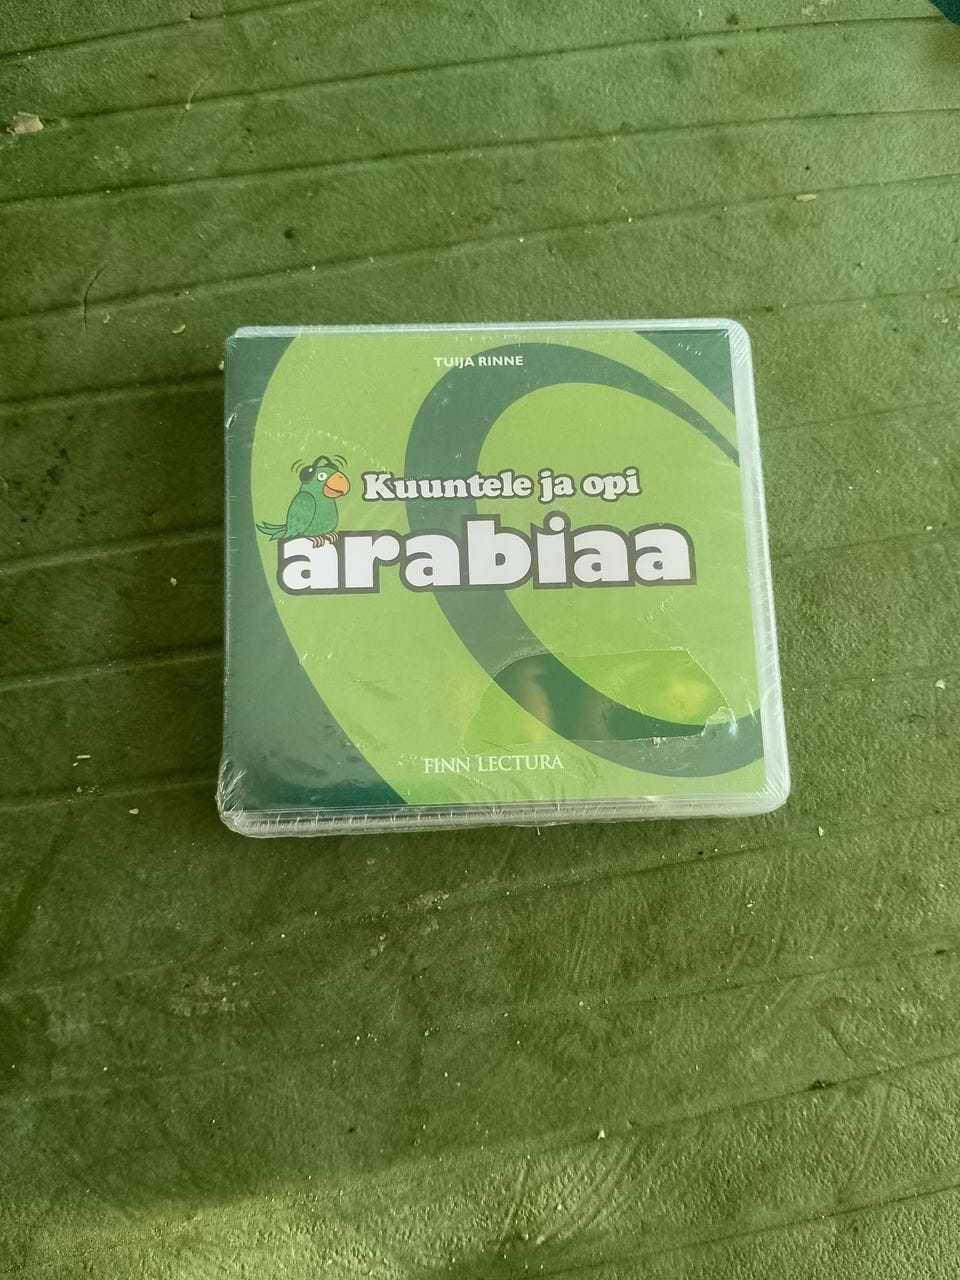 TUIJA RINNE
Kuuntele ja opi
arabiaa
FINN LECTURA